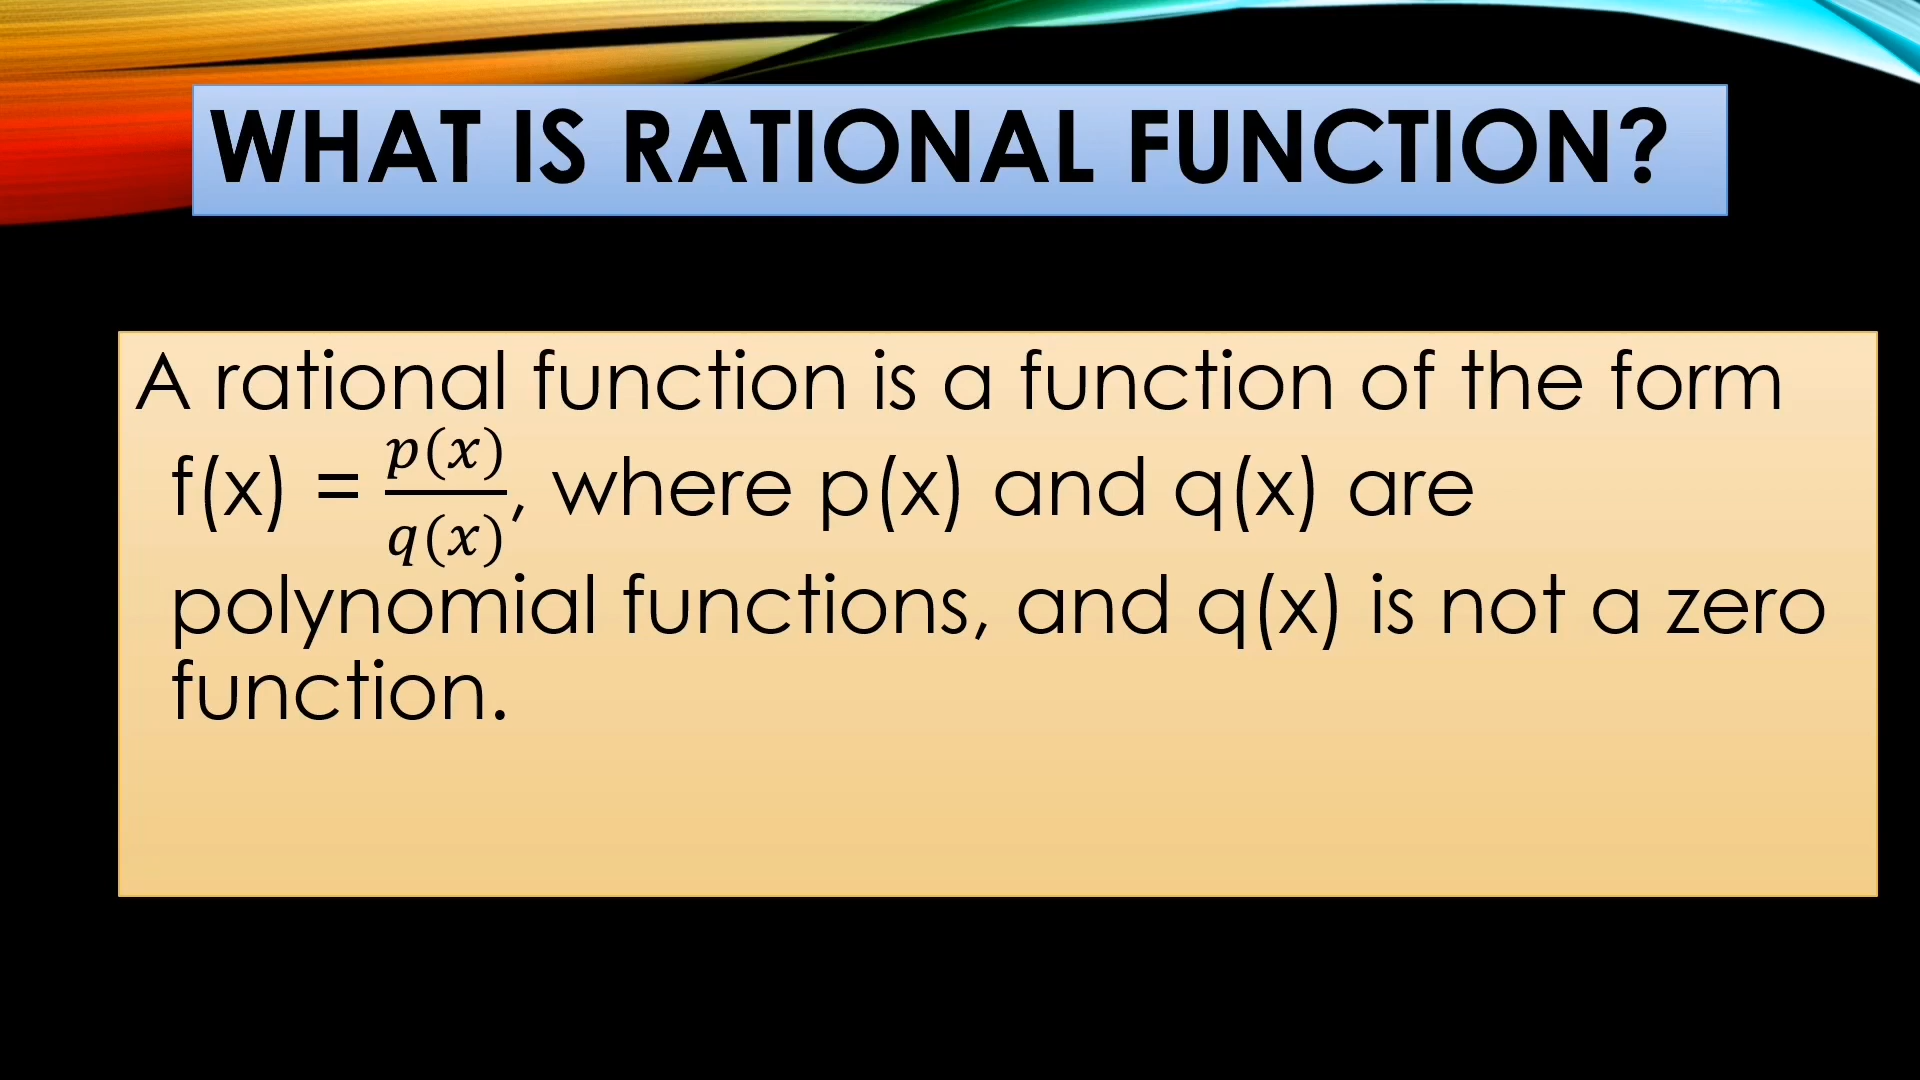 WHAT IS RATIONAL FUNCTION?
A rational function is a function of the form
f(x) = \frac{p(x)}{q(x)}, where p(x) and q(x) are
polynomial functions, and q(x) is not a zero
function.